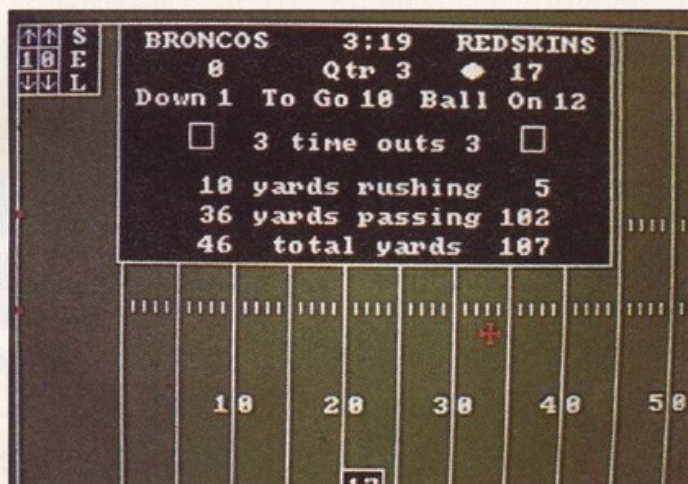 ↑↑ S
10 E
↓↓ L
BRONCOS 3:19 REDSKINS
0 Qtr 3 17
Down 1 To Go 10 Ball On 12
3 time outs 3
10 yards rushing 5
36 yards passing 102
46 total yards 107
10 20 30 40 50